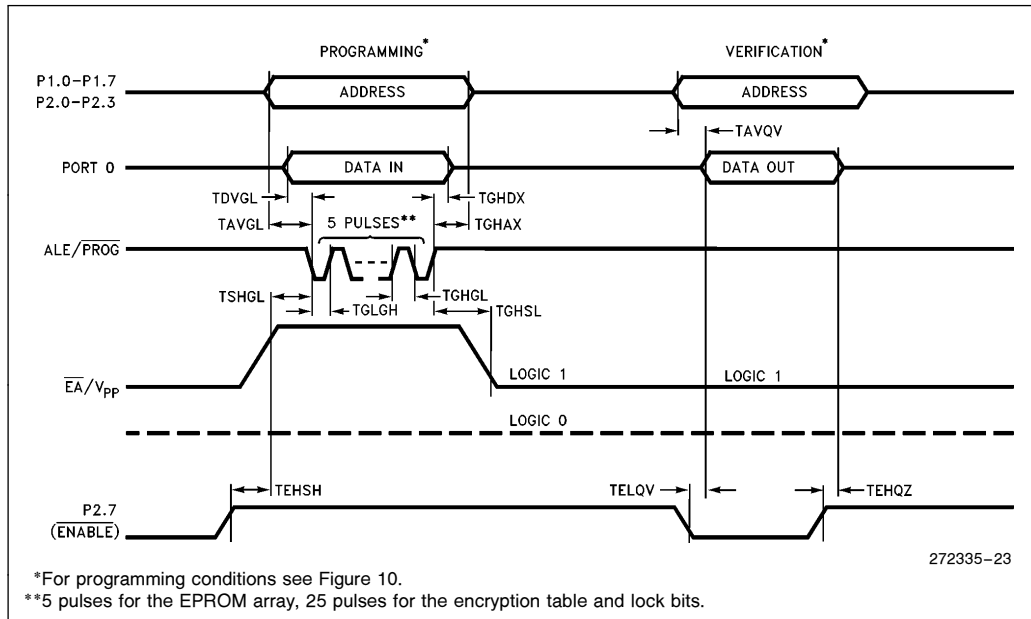 PROGRAMMING* VERIFICATION*
P1.0–P1.7
P2.0–P2.3
ADDRESS ADDRESS
TAVQV
PORT 0 DATA IN DATA OUT
TDVGL TGHDX
TAVGL 5 PULSES** TGHAX
ALE/PROG
TSHGL TGLGH TGHGL TGHSL
EA/VPP LOGIC 1 LOGIC 1
LOGIC 0
TEHSH TELQV TEHQZ
P2.7
(ENABLE)
272335–23
*For programming conditions see Figure 10.
**5 pulses for the EPROM array, 25 pulses for the encryption table and lock bits.